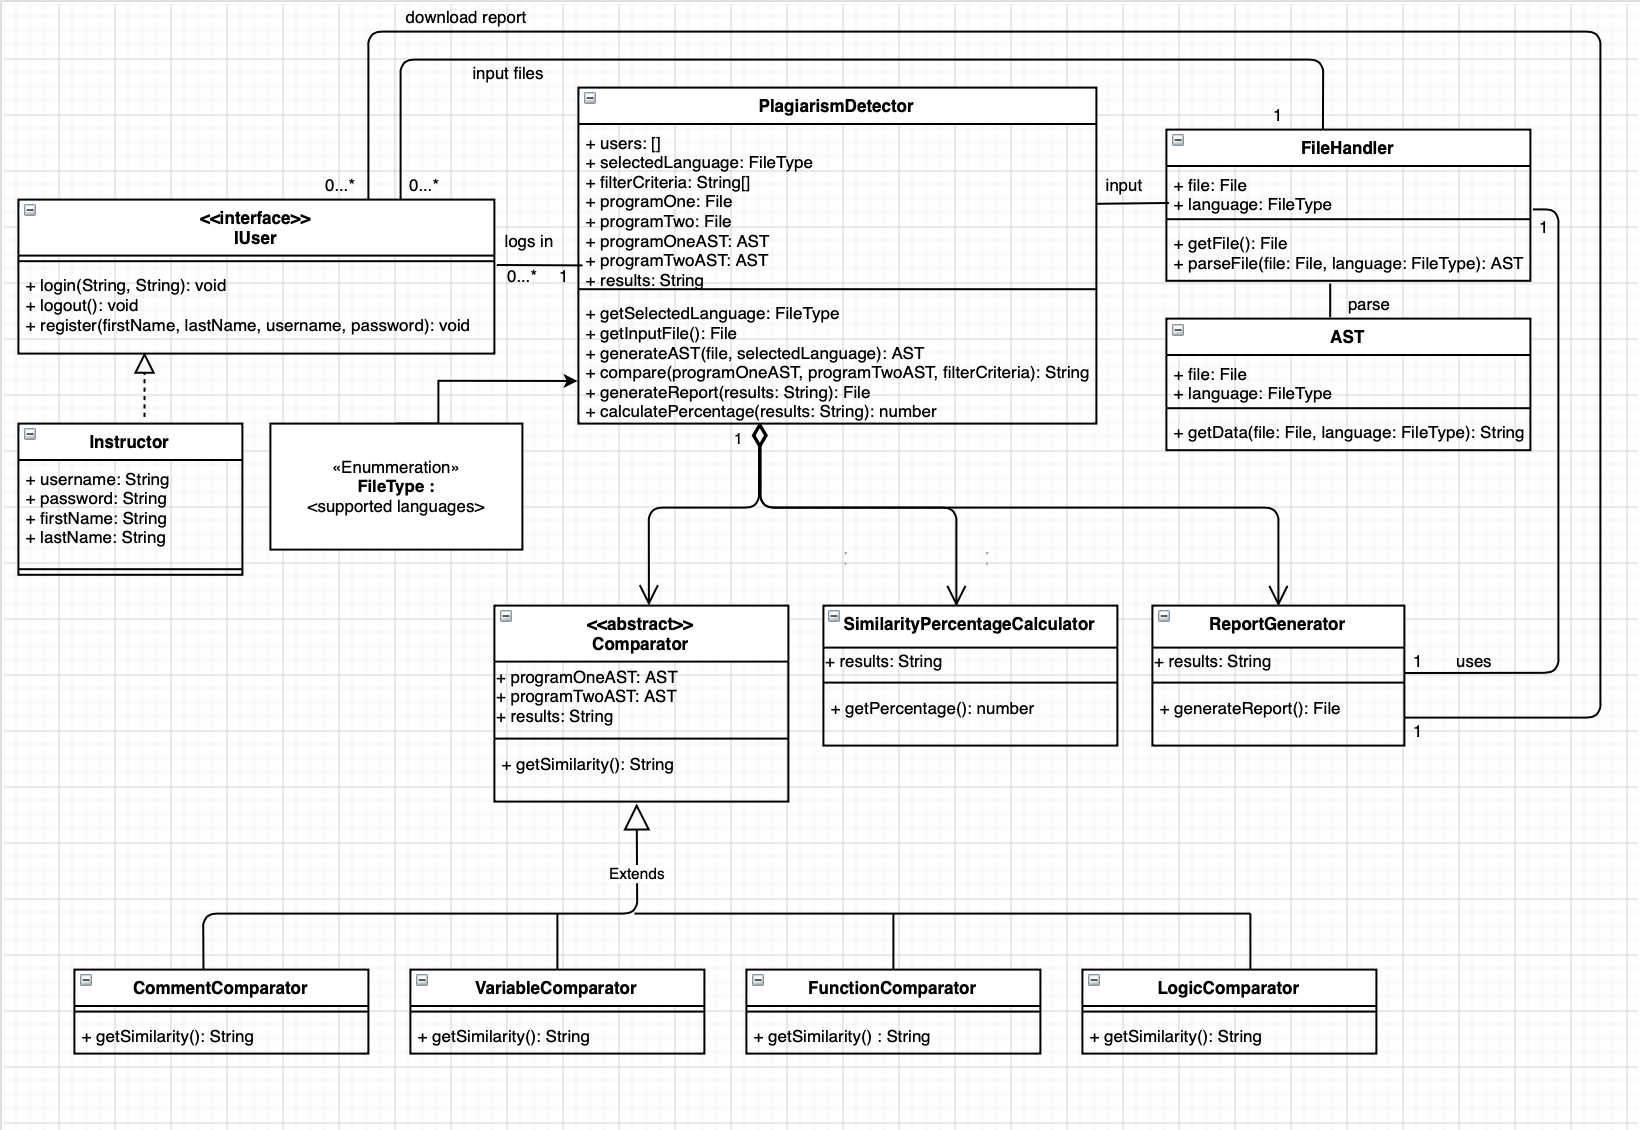 download report
input files
0...*
0...*
<<interface>>
IUser
+ login(String, String): void
+ logout(): void
+ register(firstName, lastName, username, password): void
logs in
0...*
1
PlagiarismDetector
+ users: []
+ selectedLanguage: FileType
+ filterCriteria: String[]
+ programOne: File
+ programTwo: File
+ programOneAST: AST
+ programTwoAST: AST
+ results: String
+ getSelectedLanguage: FileType
+ getInputFile(): File
+ generateAST(file, selectedLanguage): AST
+ compare(programOneAST, programTwoAST, filterCriteria): String
+ generateReport(results: String): File
+ calculatePercentage(results: String): number
1
input
1
FileHandler
+ file: File
+ language: FileType
+ getFile(): File
+ parseFile(file: File, language: FileType): AST
1
parse
AST
+ file: File
+ language: FileType
+ getData(file: File, language: FileType): String
Instructor
+ username: String
+ password: String
+ firstName: String
+ lastName: String
«Enummeration»
FileType :
<supported languages>
<<abstract>>
Comparator
+ programOneAST: AST
+ programTwoAST: AST
+ results: String
+ getSimilarity(): String
SimilarityPercentageCalculator
+ results: String
+ getPercentage(): number
ReportGenerator
+ results: String
+ generateReport(): File
1
uses
1
Extends
CommentComparator
+ getSimilarity(): String
VariableComparator
+ getSimilarity(): String
FunctionComparator
+ getSimilarity() : String
LogicComparator
+ getSimilarity(): String